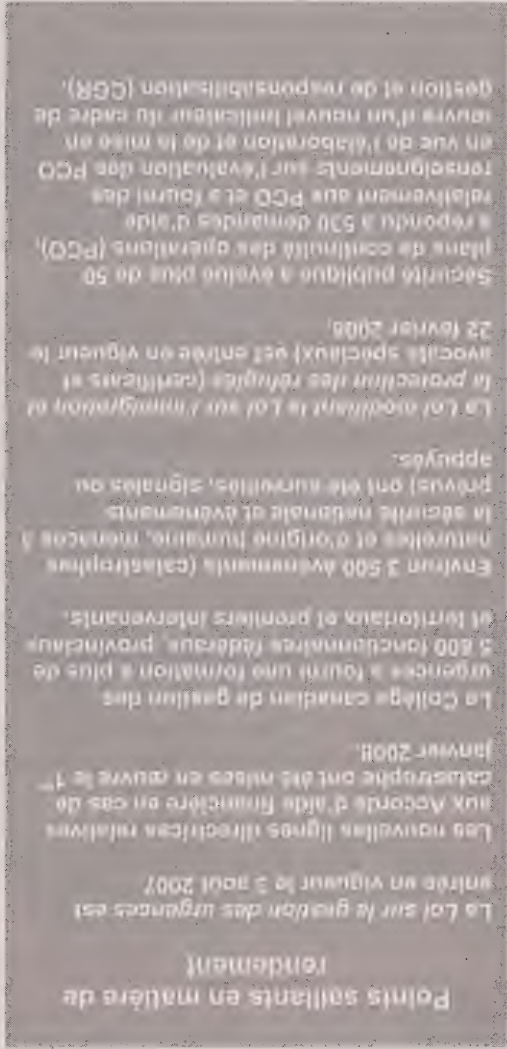 Points saillants en matière de
rendement
La Loi sur la gestion des urgences est
entrée en vigueur le 3 août 2007
Les nouvelles lignes directrices relatives
aux Accords d'aide financière en cas de
catastrophe ont été mises en œuvre le 1er
janvier 2008.
Le Collège canadien de gestion des
urgences a fourni une formation à plus de
5 800 fonctionnaires fédéraux, provinciaux
et territoriaux et premiers intervenants.
Environ 3 500 événements (catastrophes
naturelles et d'origine humaine, menaces à
la sécurité nationale et événements
prévus) ont été surveillés, signalés ou
appuyés.
La Loi modifiant la Loi sur l'immigration et
la protection des réfugiés (certificats et
avocats spéciaux) est entrée en vigueur le
22 février 2008.
Sécurité publique a évalué plus de 50
plans de continuité des opérations (PCO),
a répondu à 530 demandes d'aide
relativement aux PCO et a fourni des
renseignements sur l'évaluation des PCO
en vue de l'élaboration et de la mise en
œuvre d'un nouvel indicateur du cadre de
gestion et de responsabilisation (CGR).